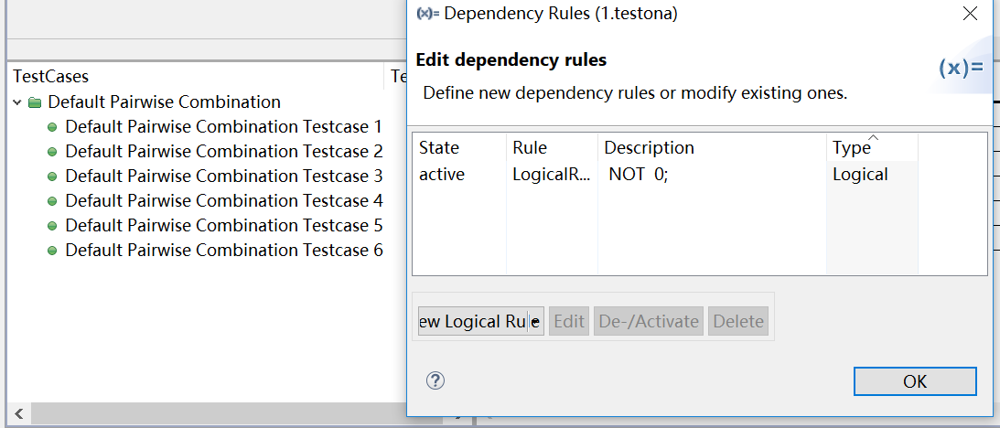 (x)= Dependency Rules (1.testona)
Edit dependency rules
(x)=
Define new dependency rules or modify existing ones.
TestCases Te
Default Pairwise Combination
Default Pairwise Combination Testcase 1
Default Pairwise Combination Testcase 2
Default Pairwise Combination Testcase 3
Default Pairwise Combination Testcase 4
Default Pairwise Combination Testcase 5
Default Pairwise Combination Testcase 6
State Rule Description Type
active LogicalR... NOT 0; Logical
ew Logical Rule Edit De-/Activate Delete
?
OK